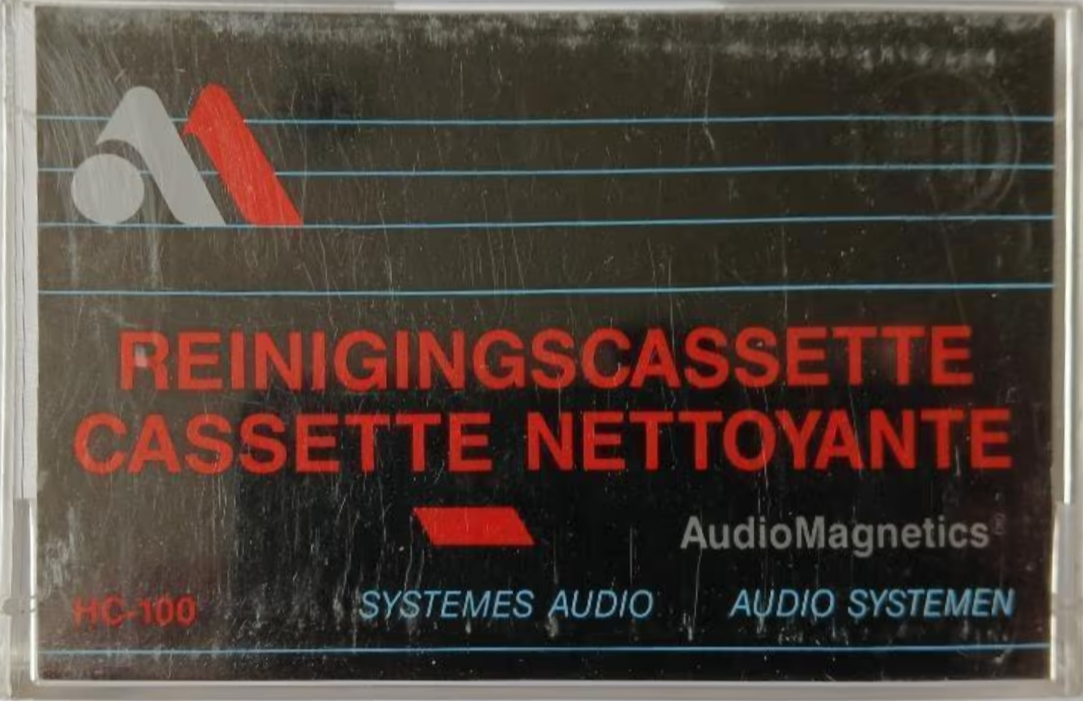 REINIGINGSCASSETTE
CASSETTE NETTOYANTE
AudioMagnetics®
HC-100 SYSTEMES AUDIO AUDIO SYSTEMEN